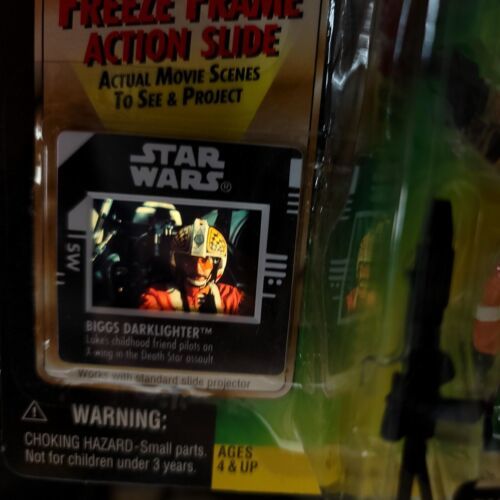 FREEZE FRAME
ACTION SLIDE
ACTUAL MOVIE SCENES
TO SEE & PROJECT
STAR
WARS®
SW
BIGGS DARKLIGHTER™
Luke's childhood friend pilots an
X-wing in the Death Star assault
Works with standard slide projector
⚠ WARNING:
CHOKING HAZARD-Small parts.
Not for children under 3 years.
AGES
4 & UP